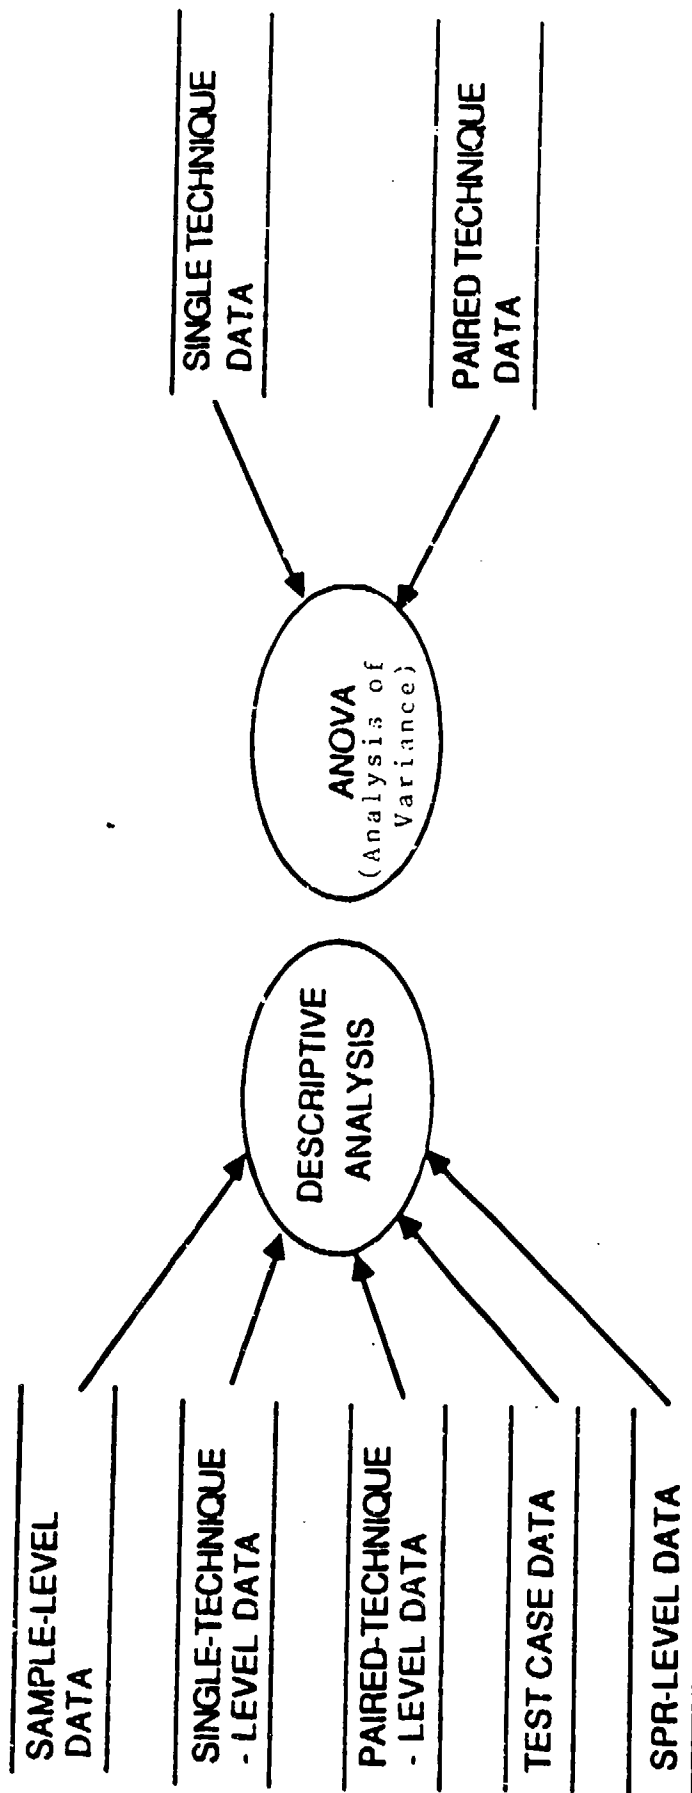 SAMPLE-LEVEL
DATA
SINGLE-TECHNIQUE
- LEVEL DATA
PAIRED-TECHNIQUE
- LEVEL DATA
TEST CASE DATA
SPR-LEVEL DATA
DESCRIPTIVE
ANALYSIS
ANOVA
(Analysis of
Variance)
SINGLE TECHNIQUE
DATA
PAIRED TECHNIQUE
DATA